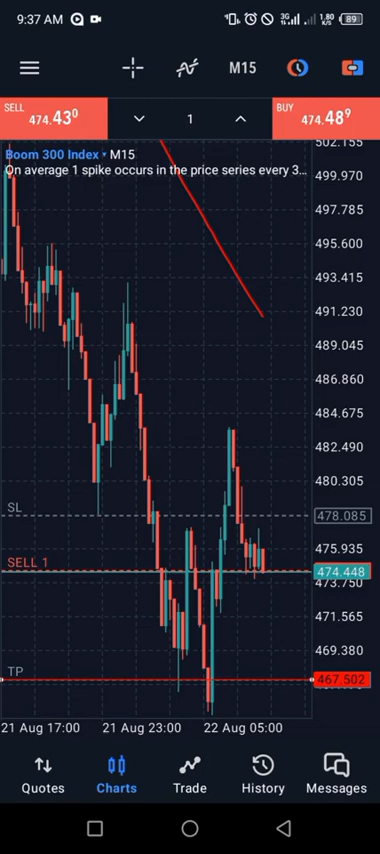 9:37 AM
3G
1.80
K/S
89
M15
SELL
474.43⁰
1
BUY
474.48⁹
Boom 300 Index • M15
On average 1 spike occurs in the price series every 3...
502.155
499.970
497.785
495.600
493.415
491.230
489.045
486.860
484.675
482.490
480.305
SL
478.085
475.935
SELL 1
474.448
473.750
471.565
469.380
TP
467.502
21 Aug 17:00
21 Aug 23:00
22 Aug 05:00
Quotes
Charts
Trade
History
Messages